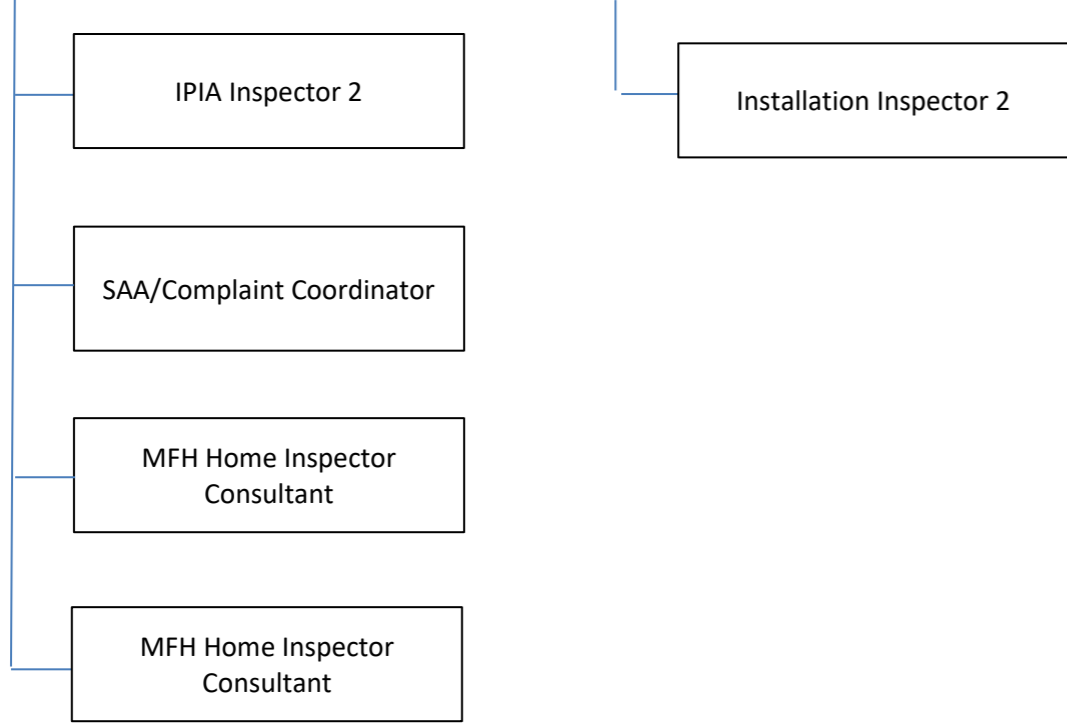 IPIA Inspector 2
Installation Inspector 2
SAA/Complaint Coordinator
MFH Home Inspector
Consultant
MFH Home Inspector
Consultant